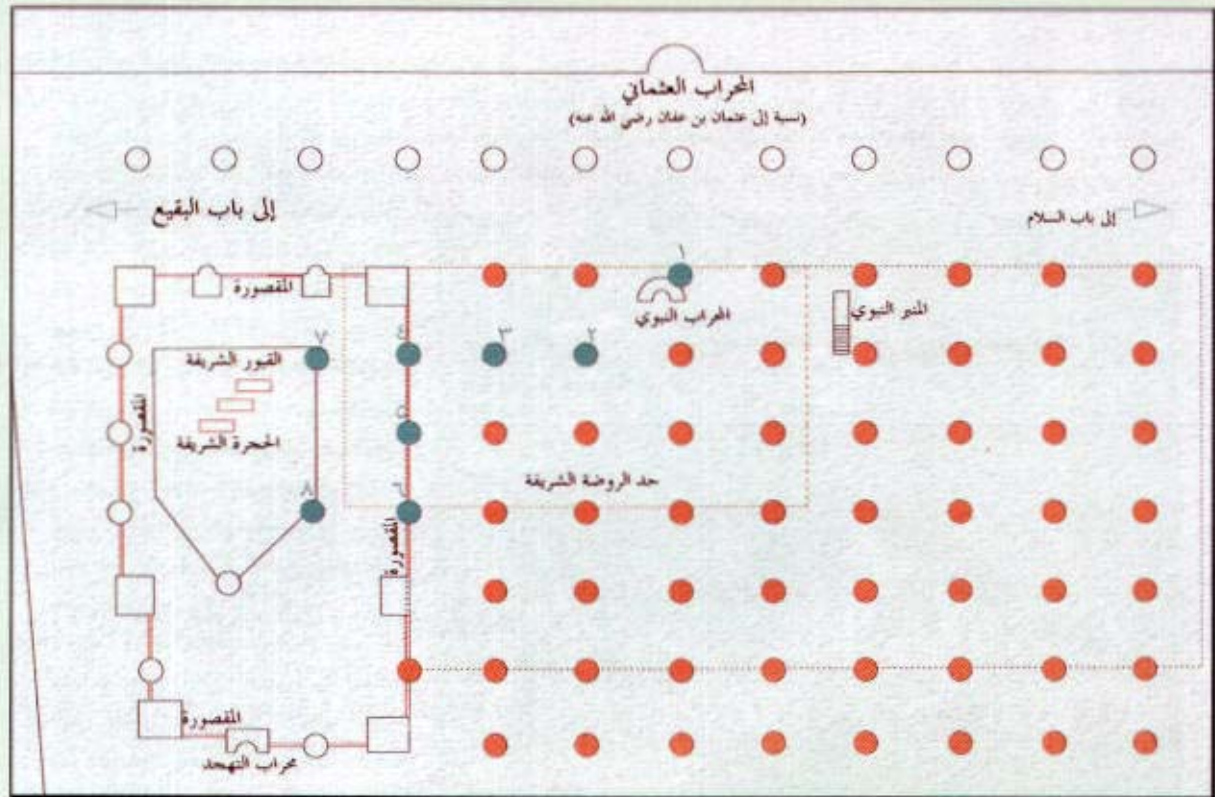 المحراب العثماني
(نسبة إلى عثمان بن عفان رضي الله عنه)
إلى باب السلام
إلى باب البقيع
١
المقصورة
المحراب النبوي
المنبر النبوي
٢
٣
٤
٧
القبور الشريفة
المقصورة
الحجرة الشريفة
٥
حد الروضة الشريفة
٦
٨
المقصورة
المقصورة
محراب التهجد